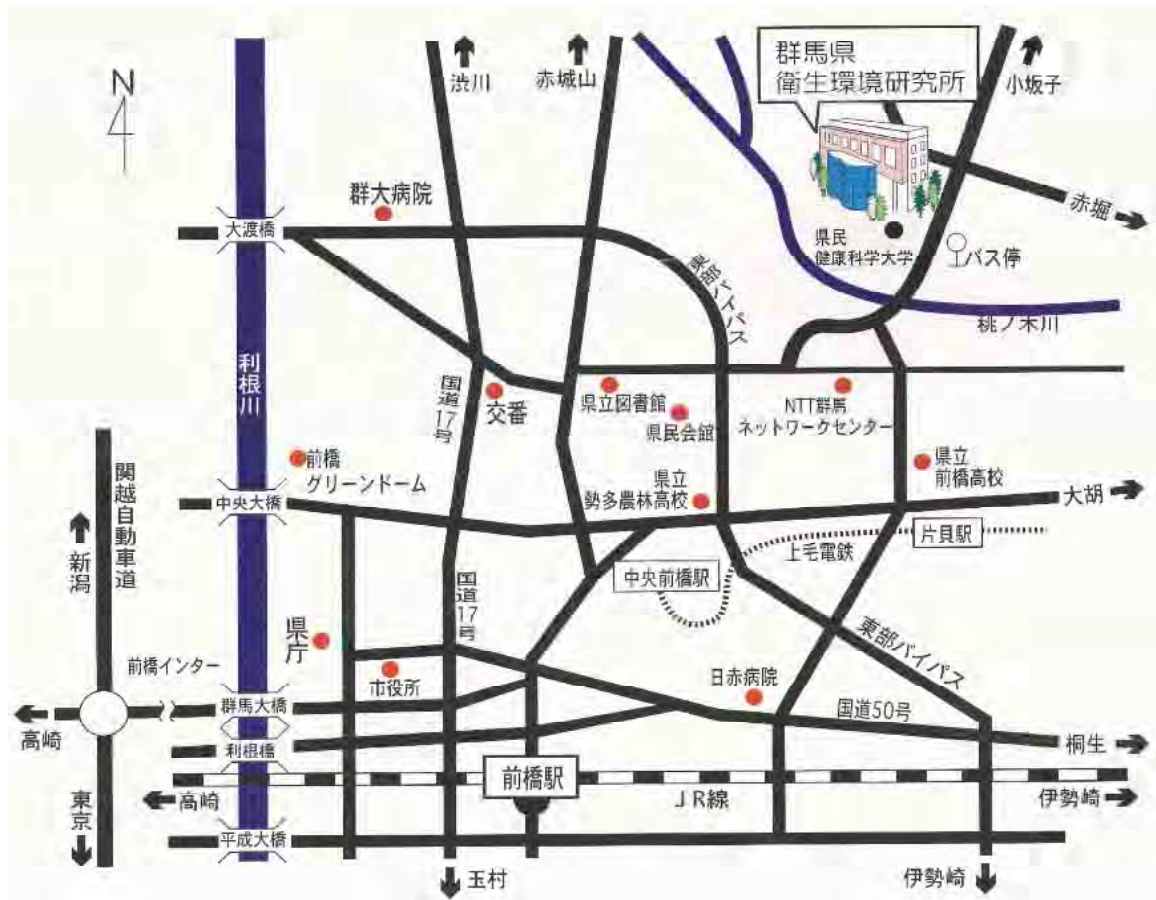 N
渋川
赤城山
群馬県
衛生環境研究所
小坂子
赤堀
群大病院
大渡橋
県民
健康科学大学
バス停
東部バイパス
桃ノ木川
利根川
国道17号
交番
県立図書館
県民会館
NTT群馬
ネットワークセンター
前橋
グリーンドーム
県立
勢多農林高校
県立
前橋高校
中央大橋
大胡
関越自動車道
新潟
上毛電鉄
片貝駅
中央前橋駅
国道17号
県庁
市役所
東部バイパス
前橋インター
日赤病院
群馬大橋
国道50号
高崎
利根橋
桐生
前橋駅
高崎
JR線
伊勢崎
東京
平成大橋
玉村
伊勢崎